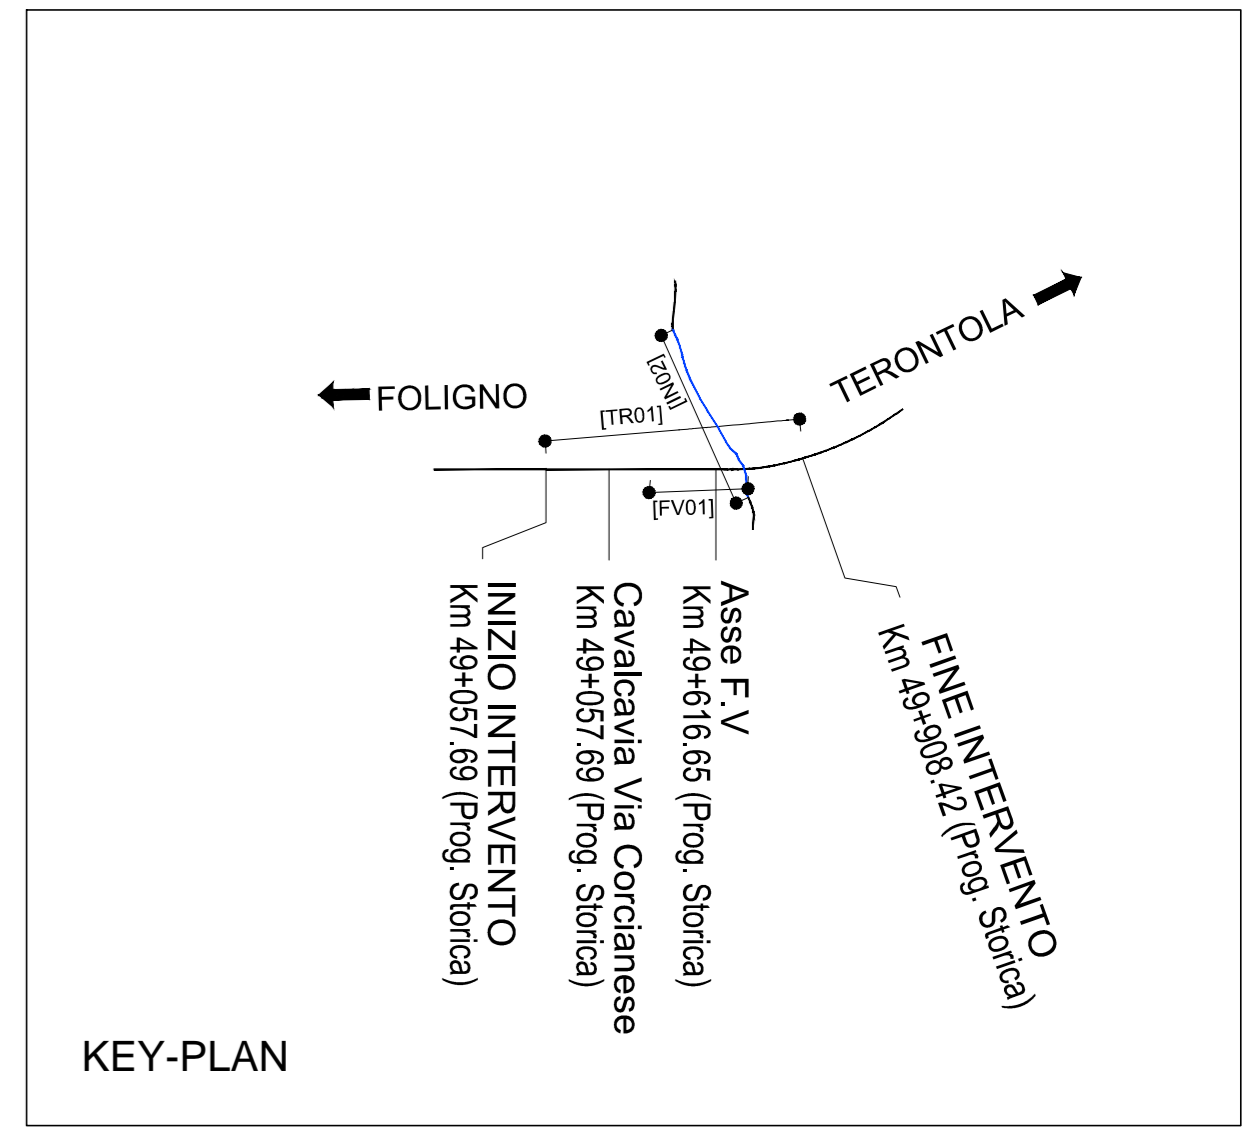 TERONTOLA
FOLIGNO
[IN02]
[TR01]
[FV01]
INIZIO INTERVENTO
Km 49+057.69 (Prog. Storica)
Cavalcavia Via Corcianese
Km 49+057.69 (Prog. Storica)
Asse F.V
Km 49+616.65 (Prog. Storica)
FINE INTERVENTO
Km 49+908.42 (Prog. Storica)
KEY-PLAN